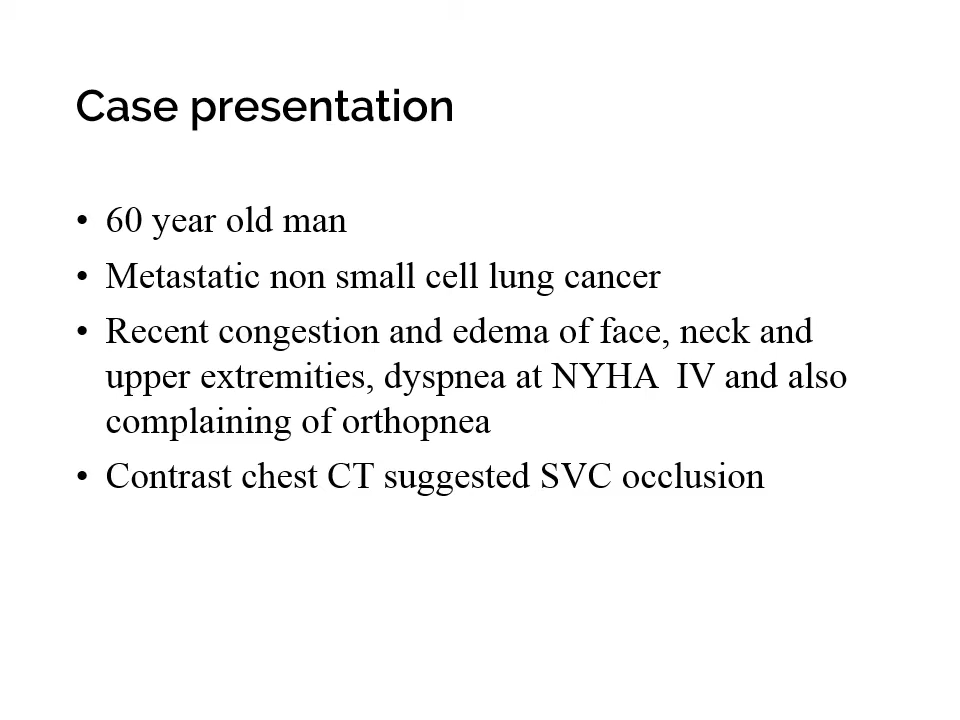 Case presentation
• 60 year old man
• Metastatic non small cell lung cancer
• Recent congestion and edema of face, neck and
upper extremities, dyspnea at NYHA  IV and also
complaining of orthopnea
• Contrast chest CT suggested SVC occlusion